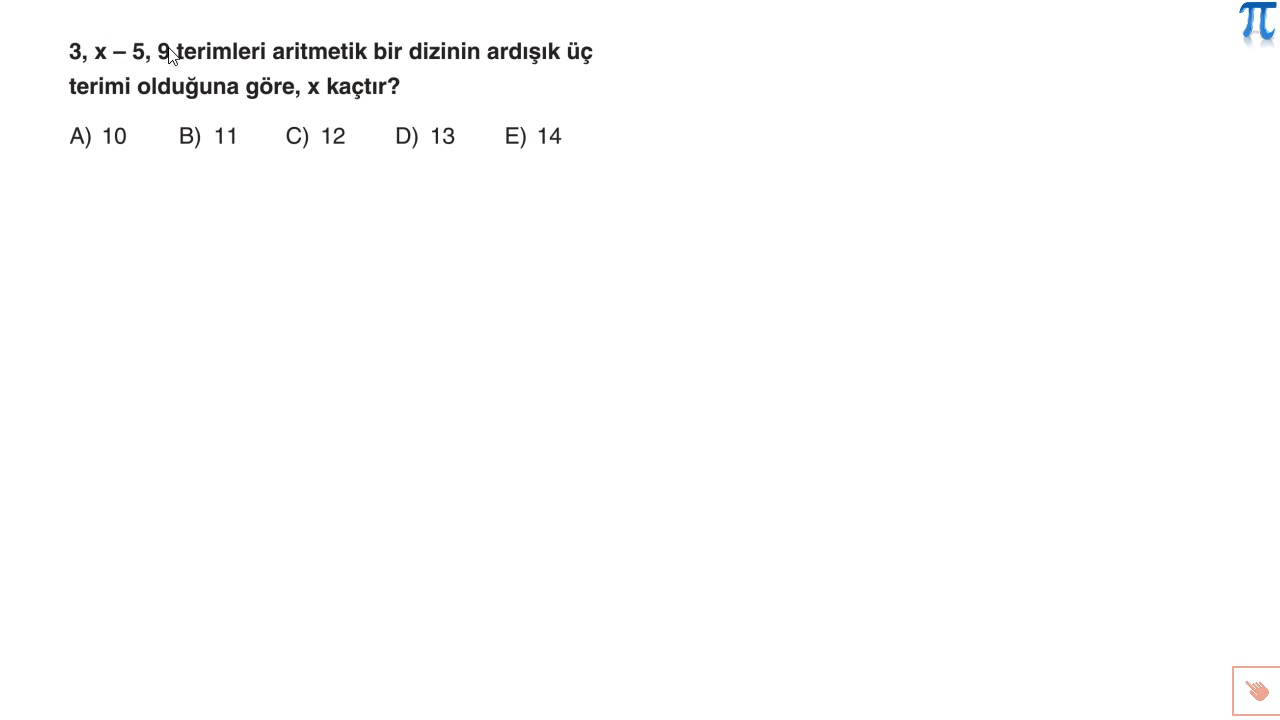 3, x – 5, 9 terimleri aritmetik bir dizinin ardışık üç
terimi olduğuna göre, x kaçtır?
A) 10 B) 11 C) 12 D) 13 E) 14
π